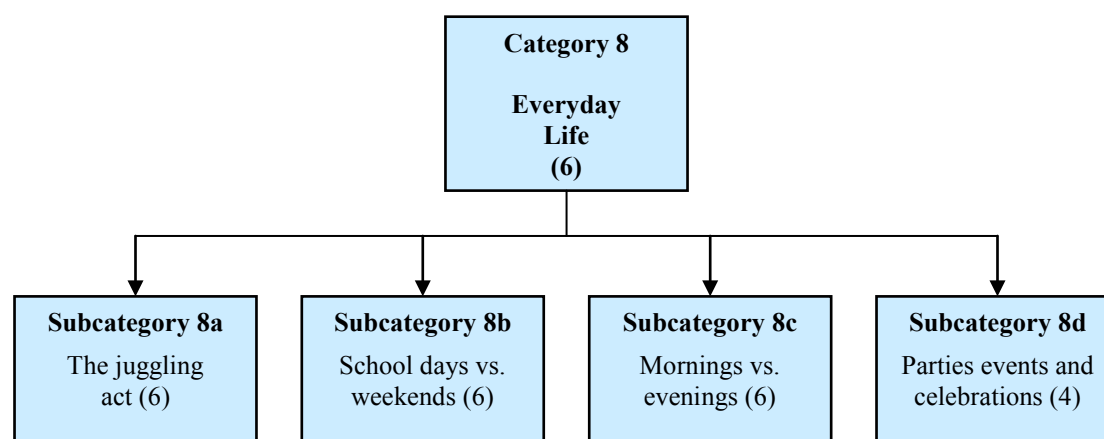 Category 8
Everyday
Life
(6)
Subcategory 8a
The juggling
act (6)
Subcategory 8b
School days vs.
weekends (6)
Subcategory 8c
Mornings vs.
evenings (6)
Subcategory 8d
Parties events and
celebrations (4)